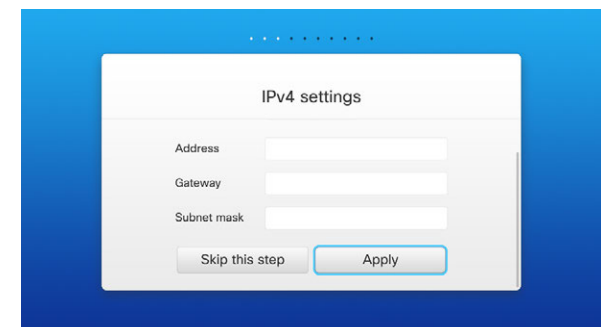 IPv4 settings
Address
Gateway
Subnet mask
Skip this step Apply